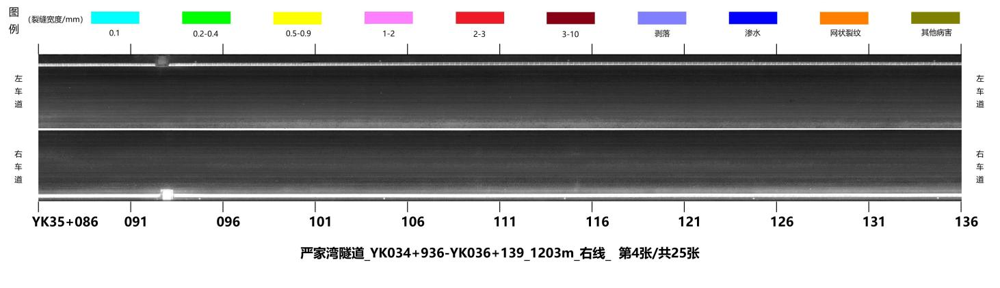 图例 (裂缝宽度/mm)
0.1 0.2-0.4 0.5-0.9 1-2 2-3 3-10 剥落 渗水 网状裂纹 其他病害
左车道 左车道
右车道 右车道
YK35+086 091 096 101 106 111 116 121 126 131 136
严家湾隧道_YK034+936-YK036+139_1203m_右线_ 第4张/共25张